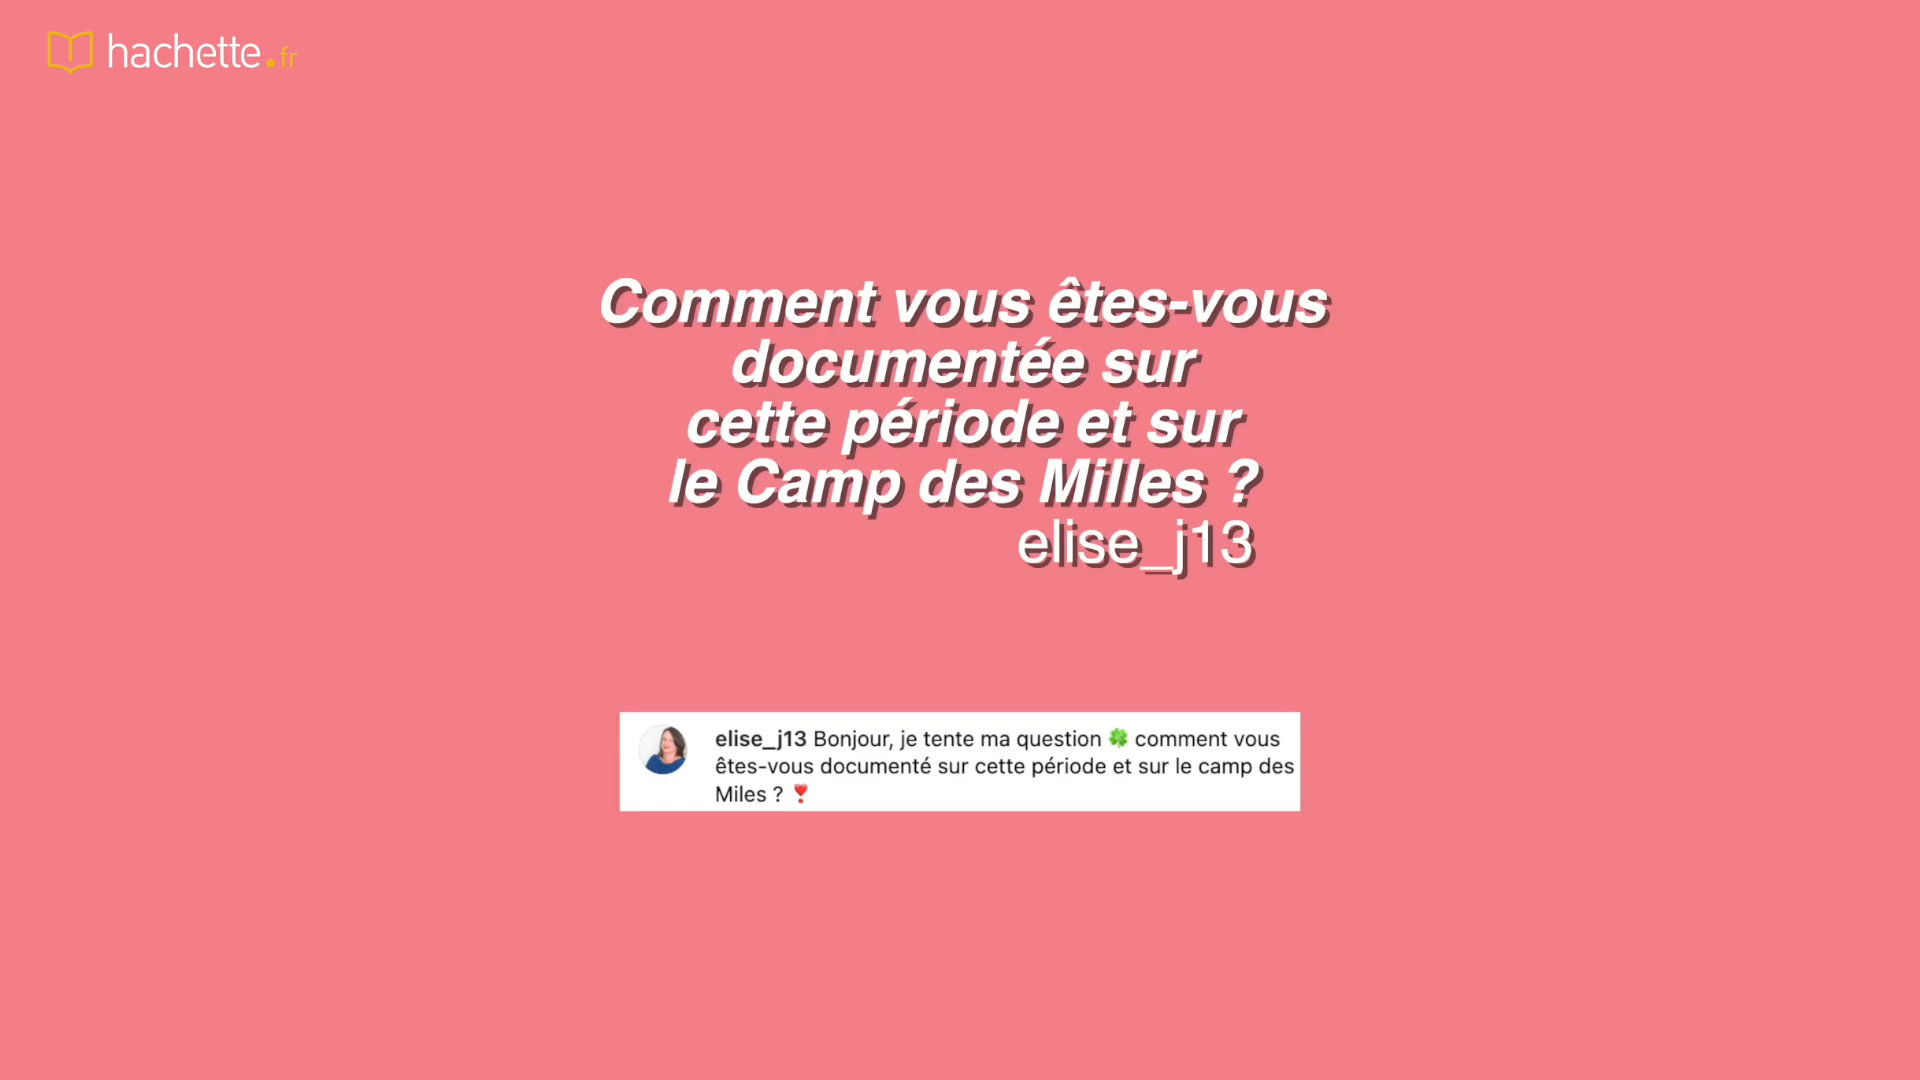 hachette.fr
Comment vous êtes-vous
documentée sur
cette période et sur
le Camp des Milles ?
elise_j13
elise_j13 Bonjour, je tente ma question 🍀 comment vous
êtes-vous documenté sur cette période et sur le camp des
Miles ? ❣️